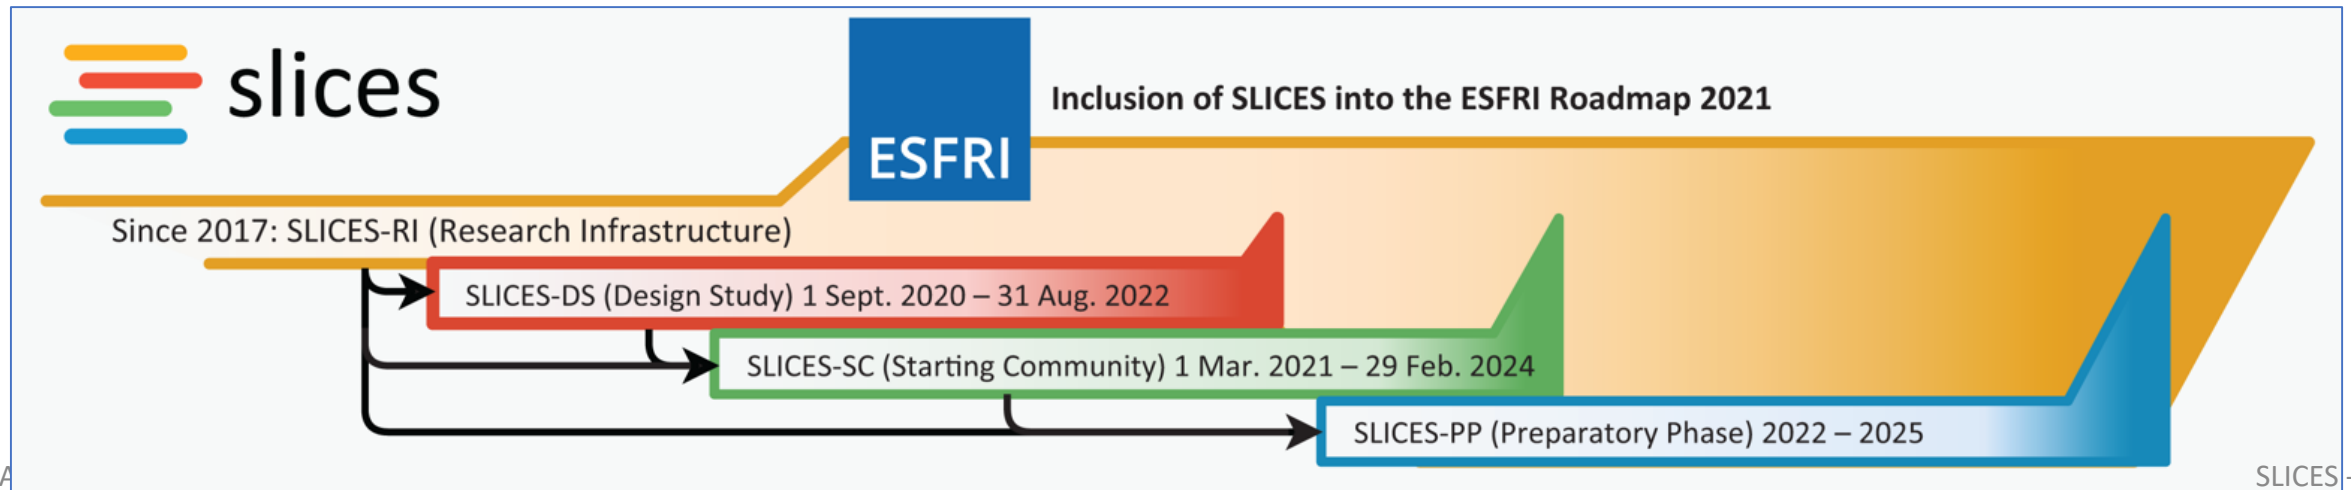 slices
ESFRI
Inclusion of SLICES into the ESFRI Roadmap 2021
Since 2017: SLICES-RI (Research Infrastructure)
SLICES-DS (Design Study) 1 Sept. 2020 – 31 Aug. 2022
SLICES-SC (Starting Community) 1 Mar. 2021 – 29 Feb. 2024
SLICES-PP (Preparatory Phase) 2022 – 2025
SLICES -